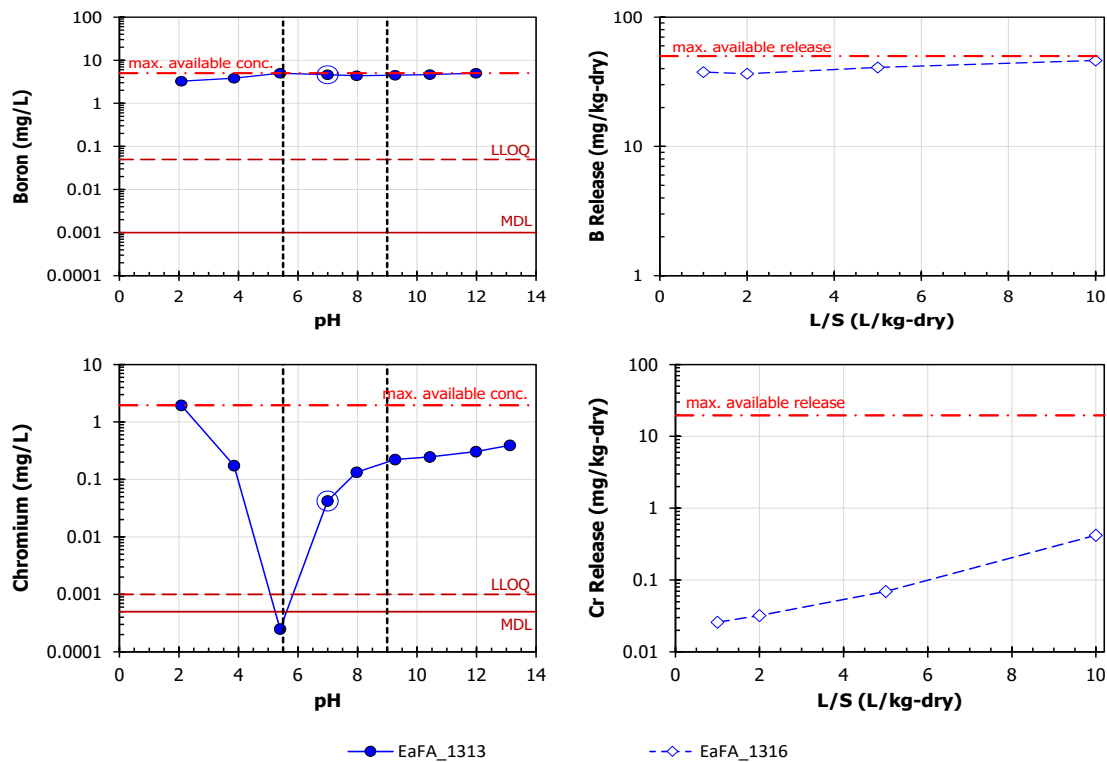 100
10
1
0.1
0.01
0.001
0.0001
Boron (mg/L)
max. available conc.
LLOQ
MDL
0 2 4 6 8 10 12 14
pH
100
10
1
B Release (mg/kg-dry)
max. available release
0 2 4 6 8 10
L/S (L/kg-dry)
10
1
0.1
0.01
0.001
0.0001
Chromium (mg/L)
max. available conc.
LLOQ
MDL
0 2 4 6 8 10 12 14
pH
100
10
1
0.1
0.01
Cr Release (mg/kg-dry)
max. available release
0 2 4 6 8 10
L/S (L/kg-dry)
EaFA_1313
EaFA_1316